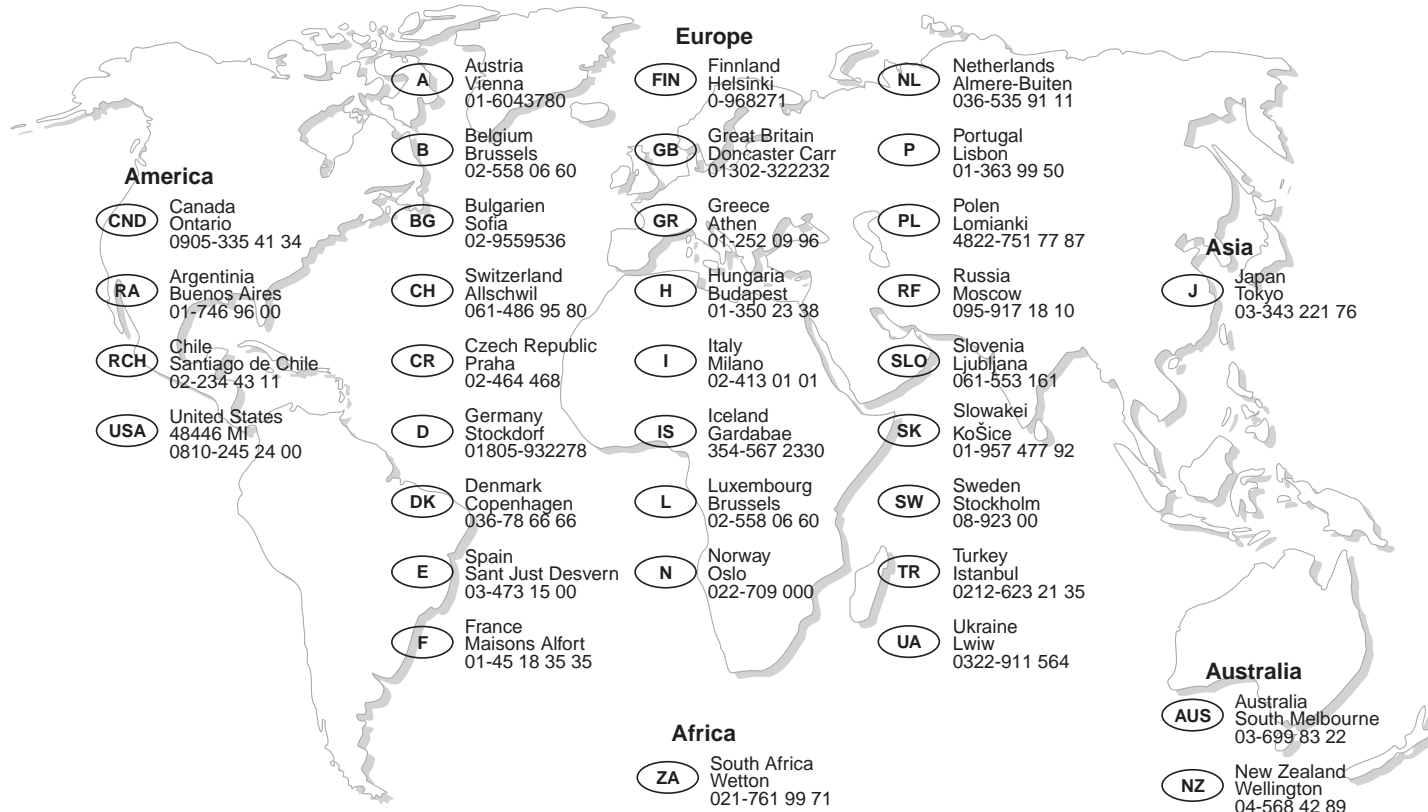 America
CND
Canada
Ontario
0905-335 41 34
RA
Argentinia
Buenos Aires
01-746 96 00
RCH
Chile
Santiago de Chile
02-234 43 11
USA
United States
48446 MI
0810-245 24 00
Europe
A
Austria
Vienna
01-6043780
B
Belgium
Brussels
02-558 06 60
BG
Bulgarien
Sofia
02-9559536
CH
Switzerland
Allschwil
061-486 95 80
CR
Czech Republic
Praha
02-464 468
D
Germany
Stockdorf
01805-932278
DK
Denmark
Copenhagen
036-78 66 66
E
Spain
Sant Just Desvern
03-473 15 00
F
France
Maisons Alfort
01-45 18 35 35
FIN
Finnland
Helsinki
0-968271
GB
Great Britain
Doncaster Carr
01302-322232
GR
Greece
Athen
01-252 09 96
H
Hungaria
Budapest
01-350 23 38
I
Italy
Milano
02-413 01 01
IS
Iceland
Gardabae
354-567 2330
L
Luxembourg
Brussels
02-558 06 60
N
Norway
Oslo
022-709 000
NL
Netherlands
Almere-Buiten
036-535 91 11
P
Portugal
Lisbon
01-363 99 50
PL
Polen
Lomianki
4822-751 77 87
RF
Russia
Moscow
095-917 18 10
SLO
Slovenia
Ljubljana
061-553 161
SK
Slowakei
KoŠice
01-957 477 92
SW
Sweden
Stockholm
08-923 00
TR
Turkey
Istanbul
0212-623 21 35
UA
Ukraine
Lwiw
0322-911 564
Asia
J
Japan
Tokyo
03-343 221 76
Africa
ZA
South Africa
Wetton
021-761 99 71
Australia
AUS
Australia
South Melbourne
03-699 83 22
NZ
New Zealand
Wellington
04-568 42 89